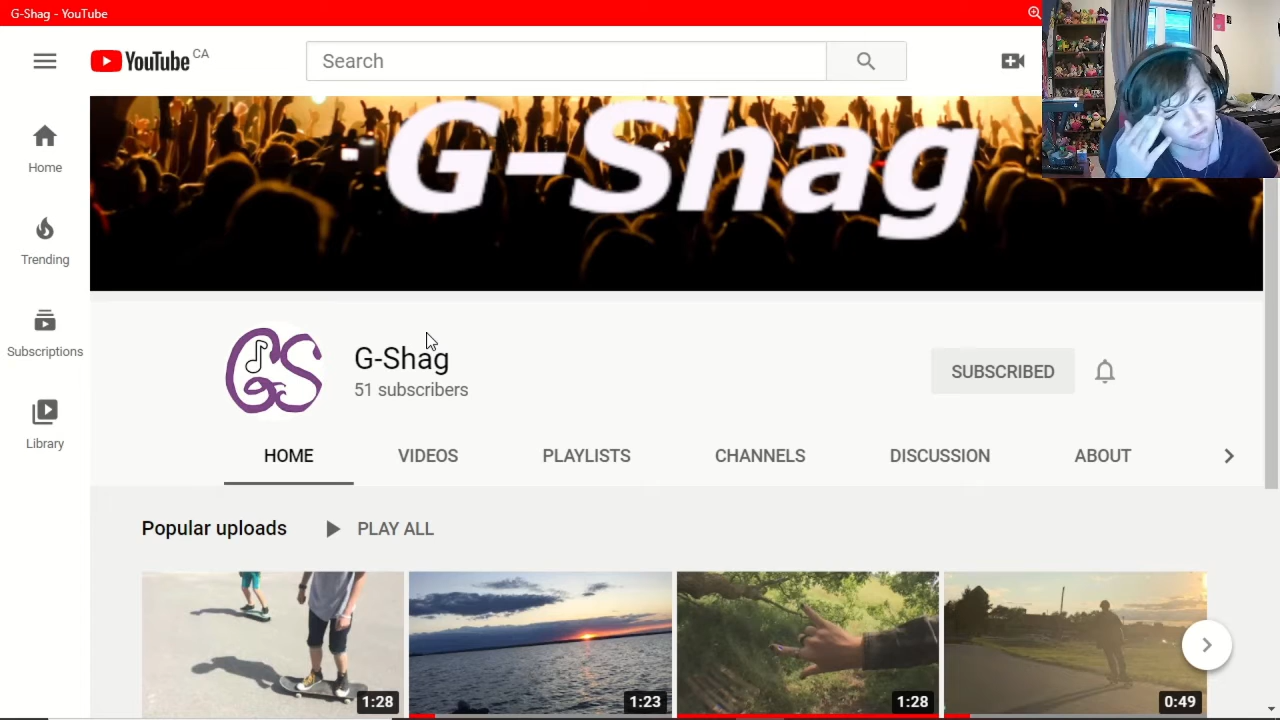 G-Shag - YouTube
YouTube CA
Search
Home
Trending
Subscriptions
Library
G-Shag
G-Shag
51 subscribers
SUBSCRIBED
GS
HOME VIDEOS PLAYLISTS CHANNELS DISCUSSION ABOUT
Popular uploads PLAY ALL
1:28 1:23 1:28 0:49